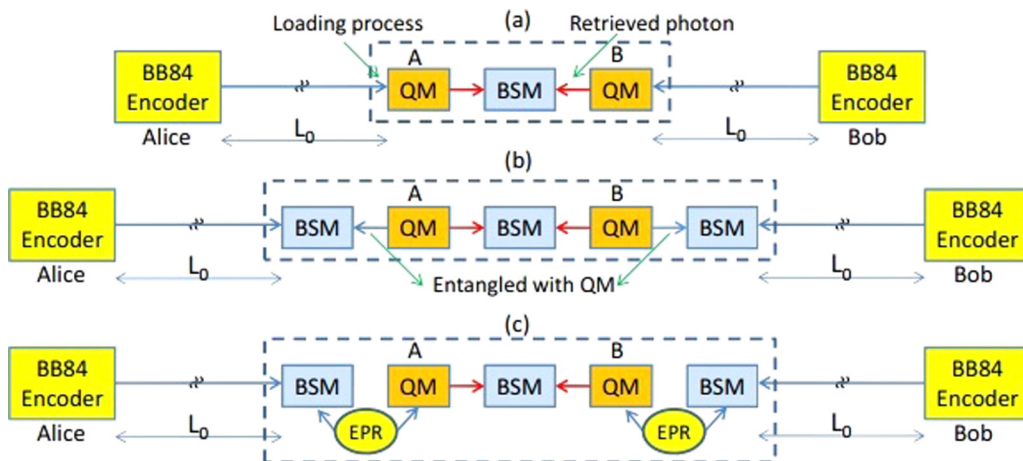 (a)
Loading process Retrieved photon
A B
BB84 Encoder QM BSM QM BB84 Encoder
Alice L0 L0 Bob
(b)
A B
BB84 Encoder BSM QM BSM QM BSM BB84 Encoder
Alice L0 Entangled with QM L0 Bob
(c)
A B
BB84 Encoder BSM QM BSM QM BSM BB84 Encoder
Alice L0 EPR EPR L0 Bob